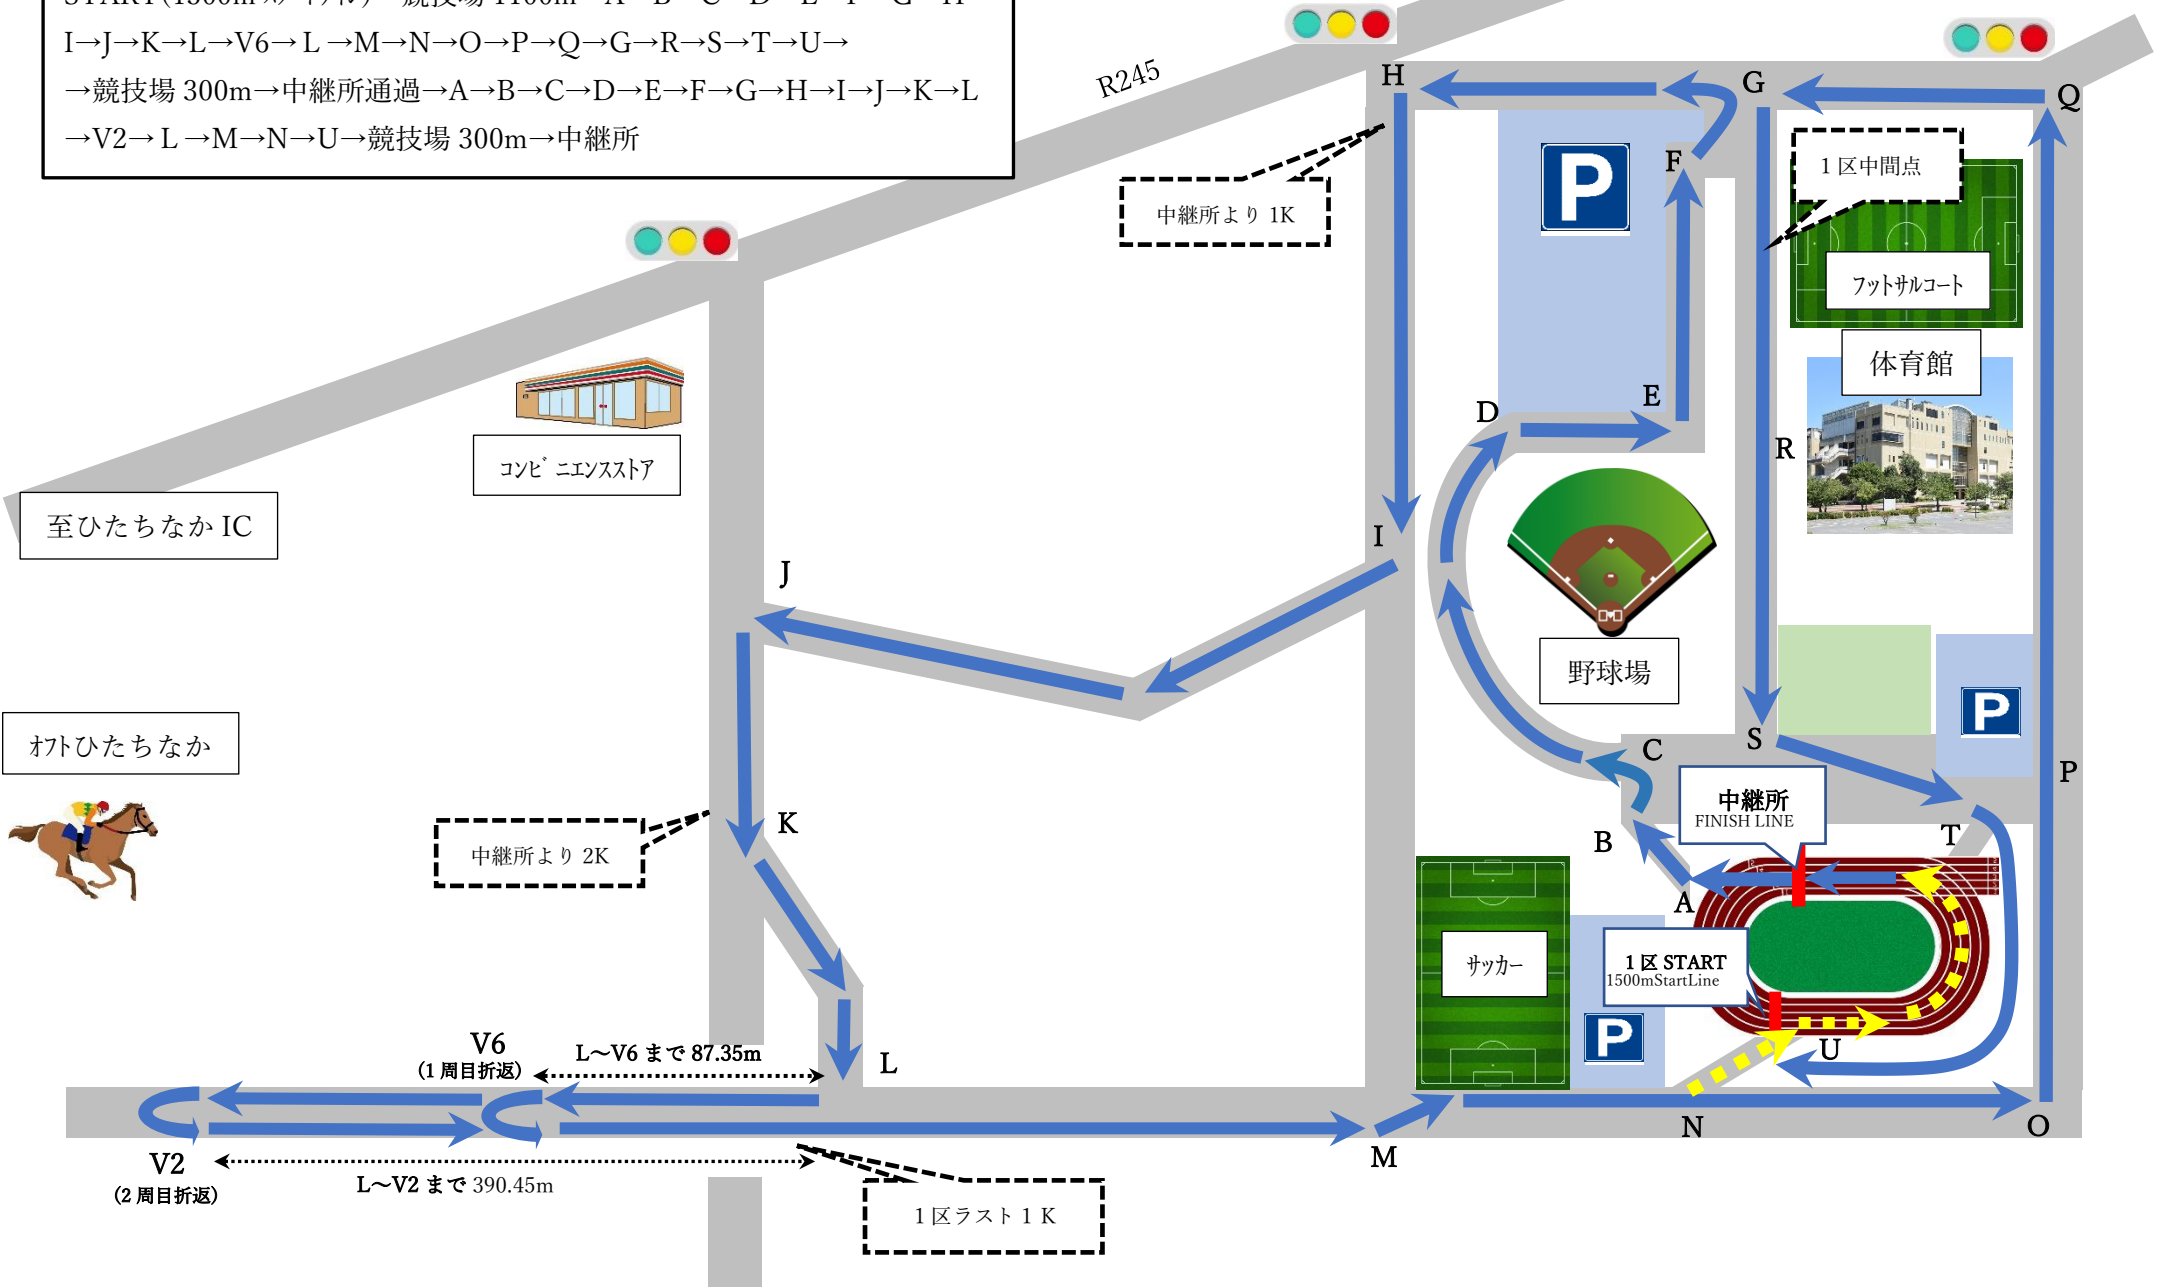 I→J→K→L→V6→L→M→N→O→P→Q→G→R→S→T→U→
→競技場 300m→中継所通過→A→B→C→D→E→F→G→H→I→J→K→L
→V2→L→M→N→U→競技場 300m→中継所
R245
H
G
Q
F
1区中間点
中継所より 1K
フットサルコート
体育館
コンビニエンスストア
D
E
R
至ひたちなか IC
I
J
野球場
オフトひたちなか
C
S
P
K
中継所
FINISH LINE
中継所より 2K
B
T
A
サッカー
1区 START
1500mStartLine
V6
(1周目折返)
L～V6 まで 87.35m
L
U
V2
(2周目折返)
L～V2 まで 390.45m
M
N
O
1区ラスト1K
P
P
P